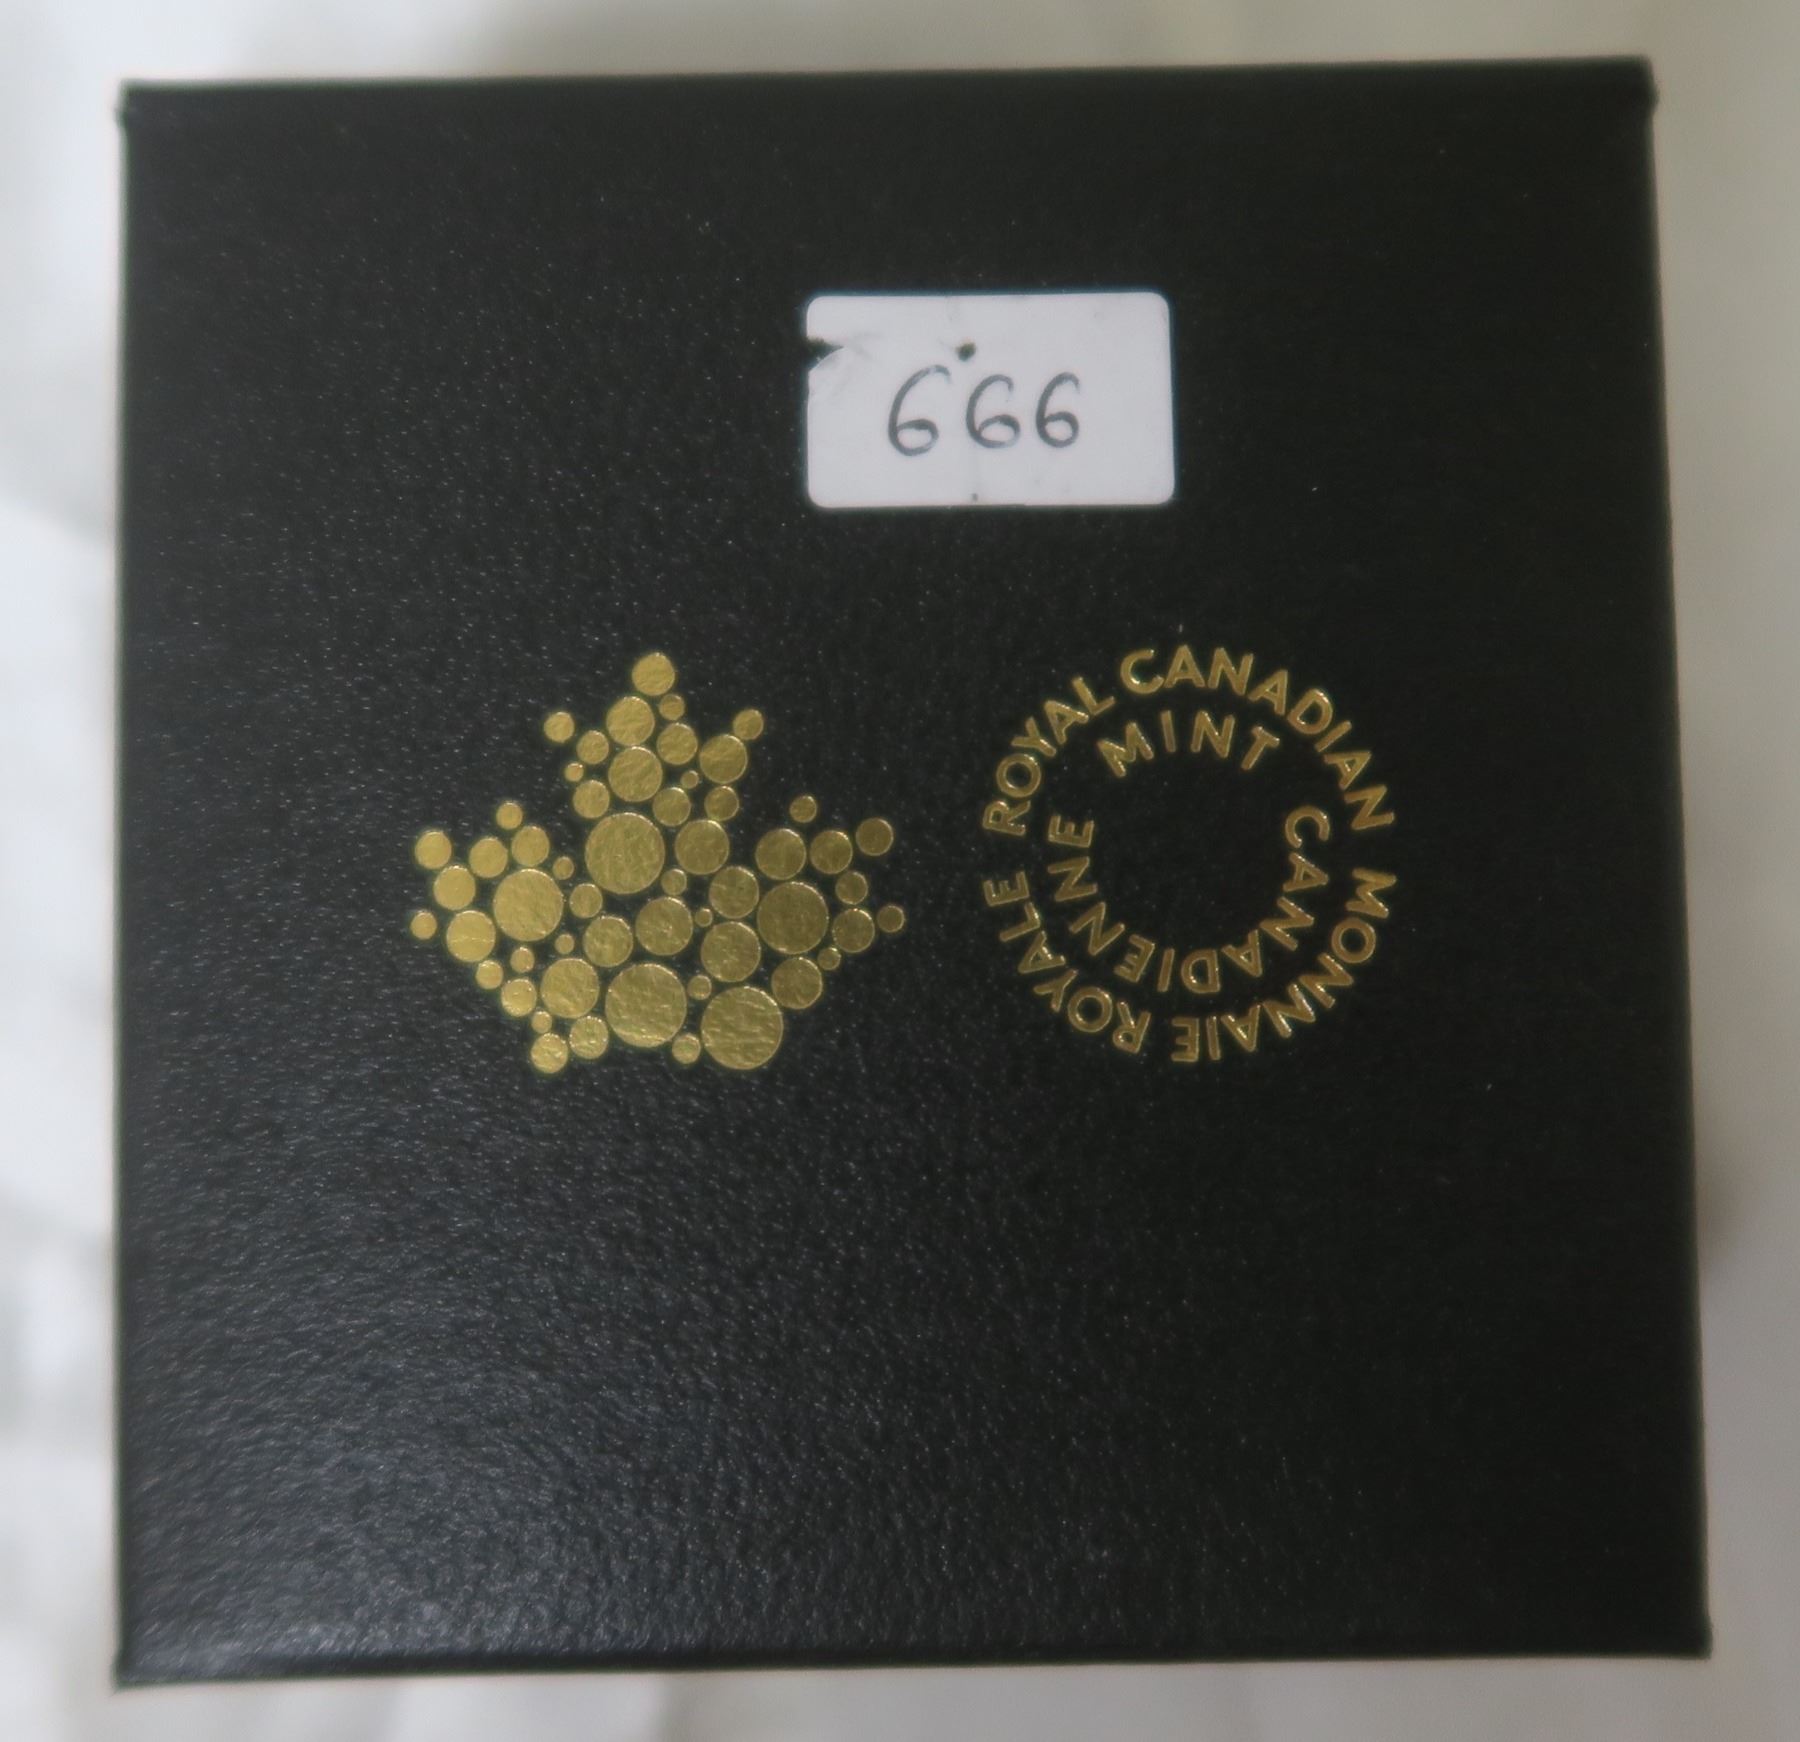 666
ROYAL CANADIAN
MINT
MONNAIE ROYALE
CANADIENNE